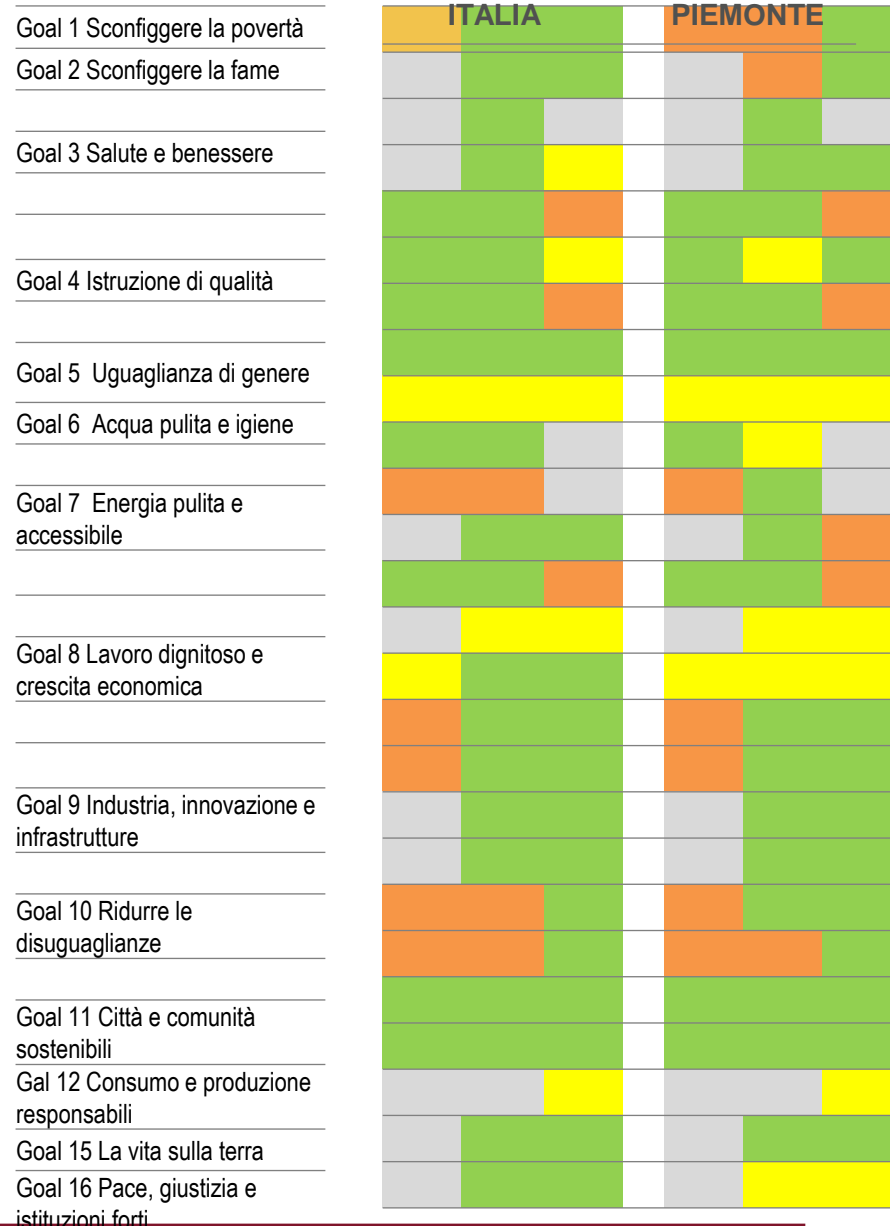 ITALIA PIEMONTE
Goal 1 Sconfiggere la povertà
Goal 2 Sconfiggere la fame
Goal 3 Salute e benessere
Goal 4 Istruzione di qualità
Goal 5 Uguaglianza di genere
Goal 6 Acqua pulita e igiene
Goal 7 Energia pulita e
accessibile
Goal 8 Lavoro dignitoso e
crescita economica
Goal 9 Industria, innovazione e
infrastrutture
Goal 10 Ridurre le
disuguaglianze
Goal 11 Città e comunità
sostenibili
Gal 12 Consumo e produzione
responsabili
Goal 15 La vita sulla terra
Goal 16 Pace, giustizia e
istituzioni forti